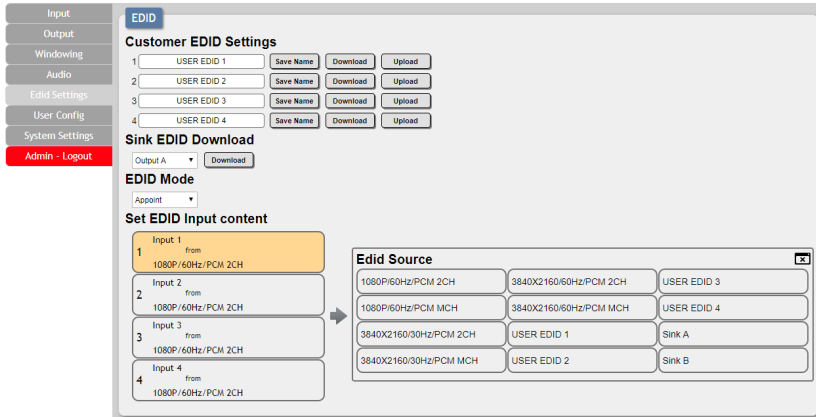 Input
Output
Windowing
Audio
Edid Settings
User Config
System Settings
Admin - Logout
EDID
Customer EDID Settings
1 USER EDID 1 Save Name Download Upload
2 USER EDID 2 Save Name Download Upload
3 USER EDID 3 Save Name Download Upload
4 USER EDID 4 Save Name Download Upload
Sink EDID Download
Output A Download
EDID Mode
Appoint
Set EDID Input content
1 Input 1
from
1080P/60Hz/PCM 2CH
2 Input 2
from
1080P/60Hz/PCM 2CH
3 Input 3
from
1080P/60Hz/PCM 2CH
4 Input 4
from
1080P/60Hz/PCM 2CH
Edid Source
1080P/60Hz/PCM 2CH 3840X2160/60Hz/PCM 2CH USER EDID 3
1080P/60Hz/PCM MCH 3840X2160/60Hz/PCM MCH USER EDID 4
3840X2160/30Hz/PCM 2CH USER EDID 1 Sink A
3840X2160/30Hz/PCM MCH USER EDID 2 Sink B